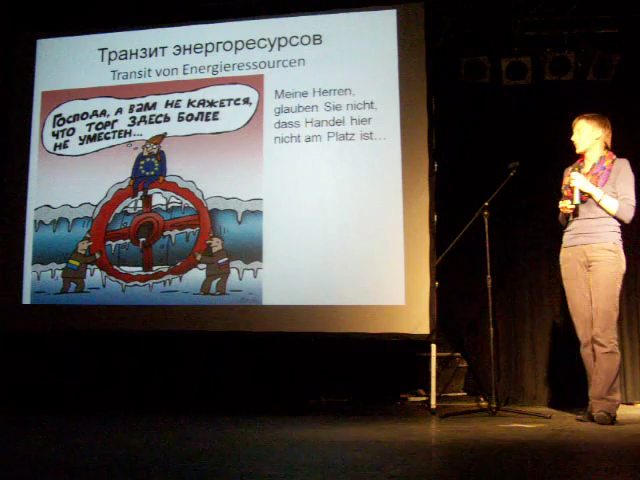 Транзит энергоресурсов
Transit von Energieressourcen
Господа, а вам не кажется,
что торг здесь более
не уместен...
Meine Herren,
glauben Sie nicht,
dass Handel hier
nicht am Platz ist…